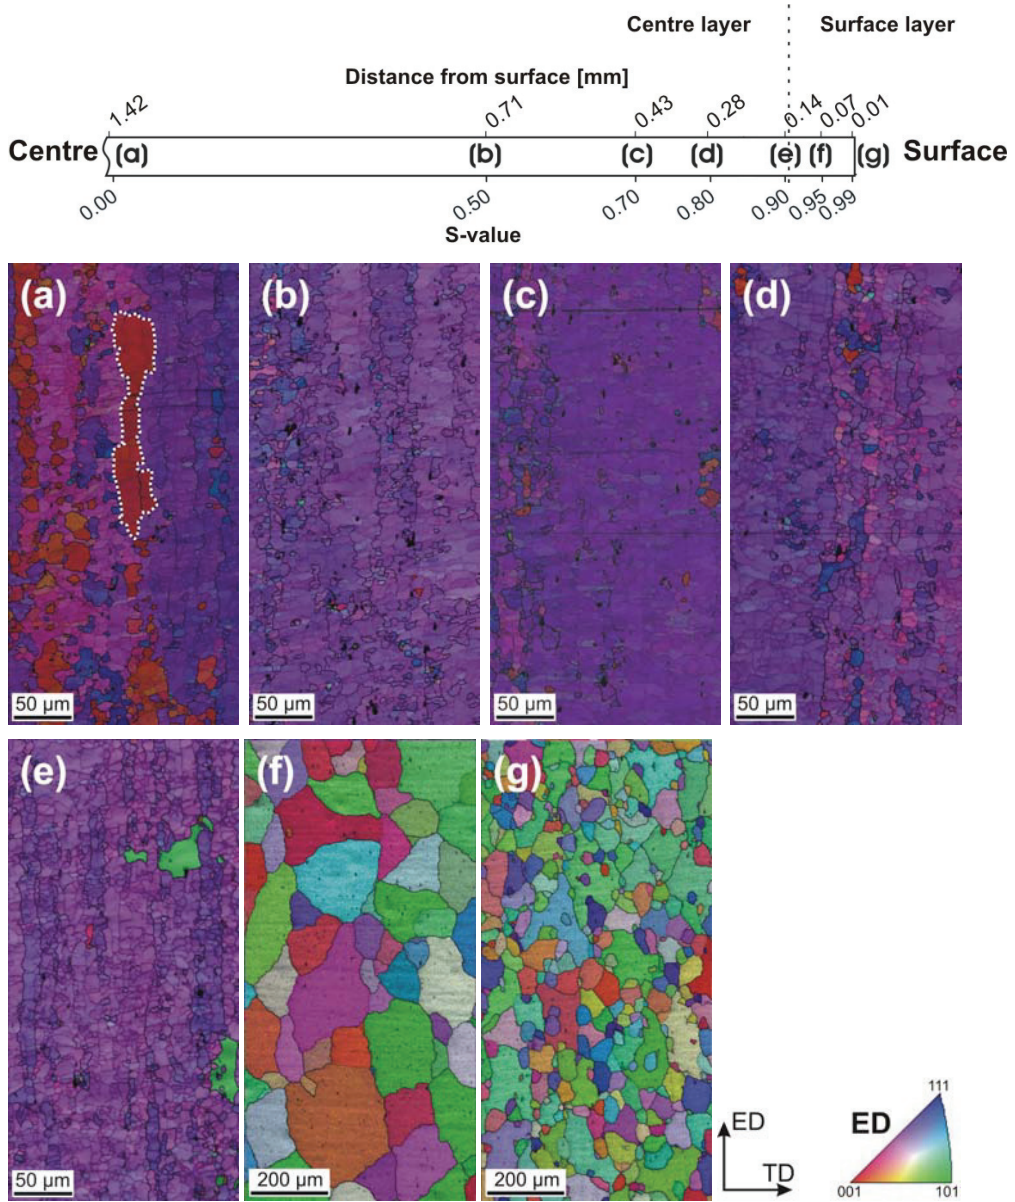 Centre layer
Surface layer
Distance from surface [mm]
1.42
0.71
0.43
0.28
0.14
0.07
0.01
Centre
(a)
(b)
(c)
(d)
(e)
(f)
(g)
Surface
0.00
0.50
0.70
0.80
0.90
0.95
0.99
S-value
(a)
(b)
(c)
(d)
50 µm
50 µm
50 µm
50 µm
(e)
(f)
(g)
50 µm
200 µm
200 µm
ED
TD
111
ED
001
101